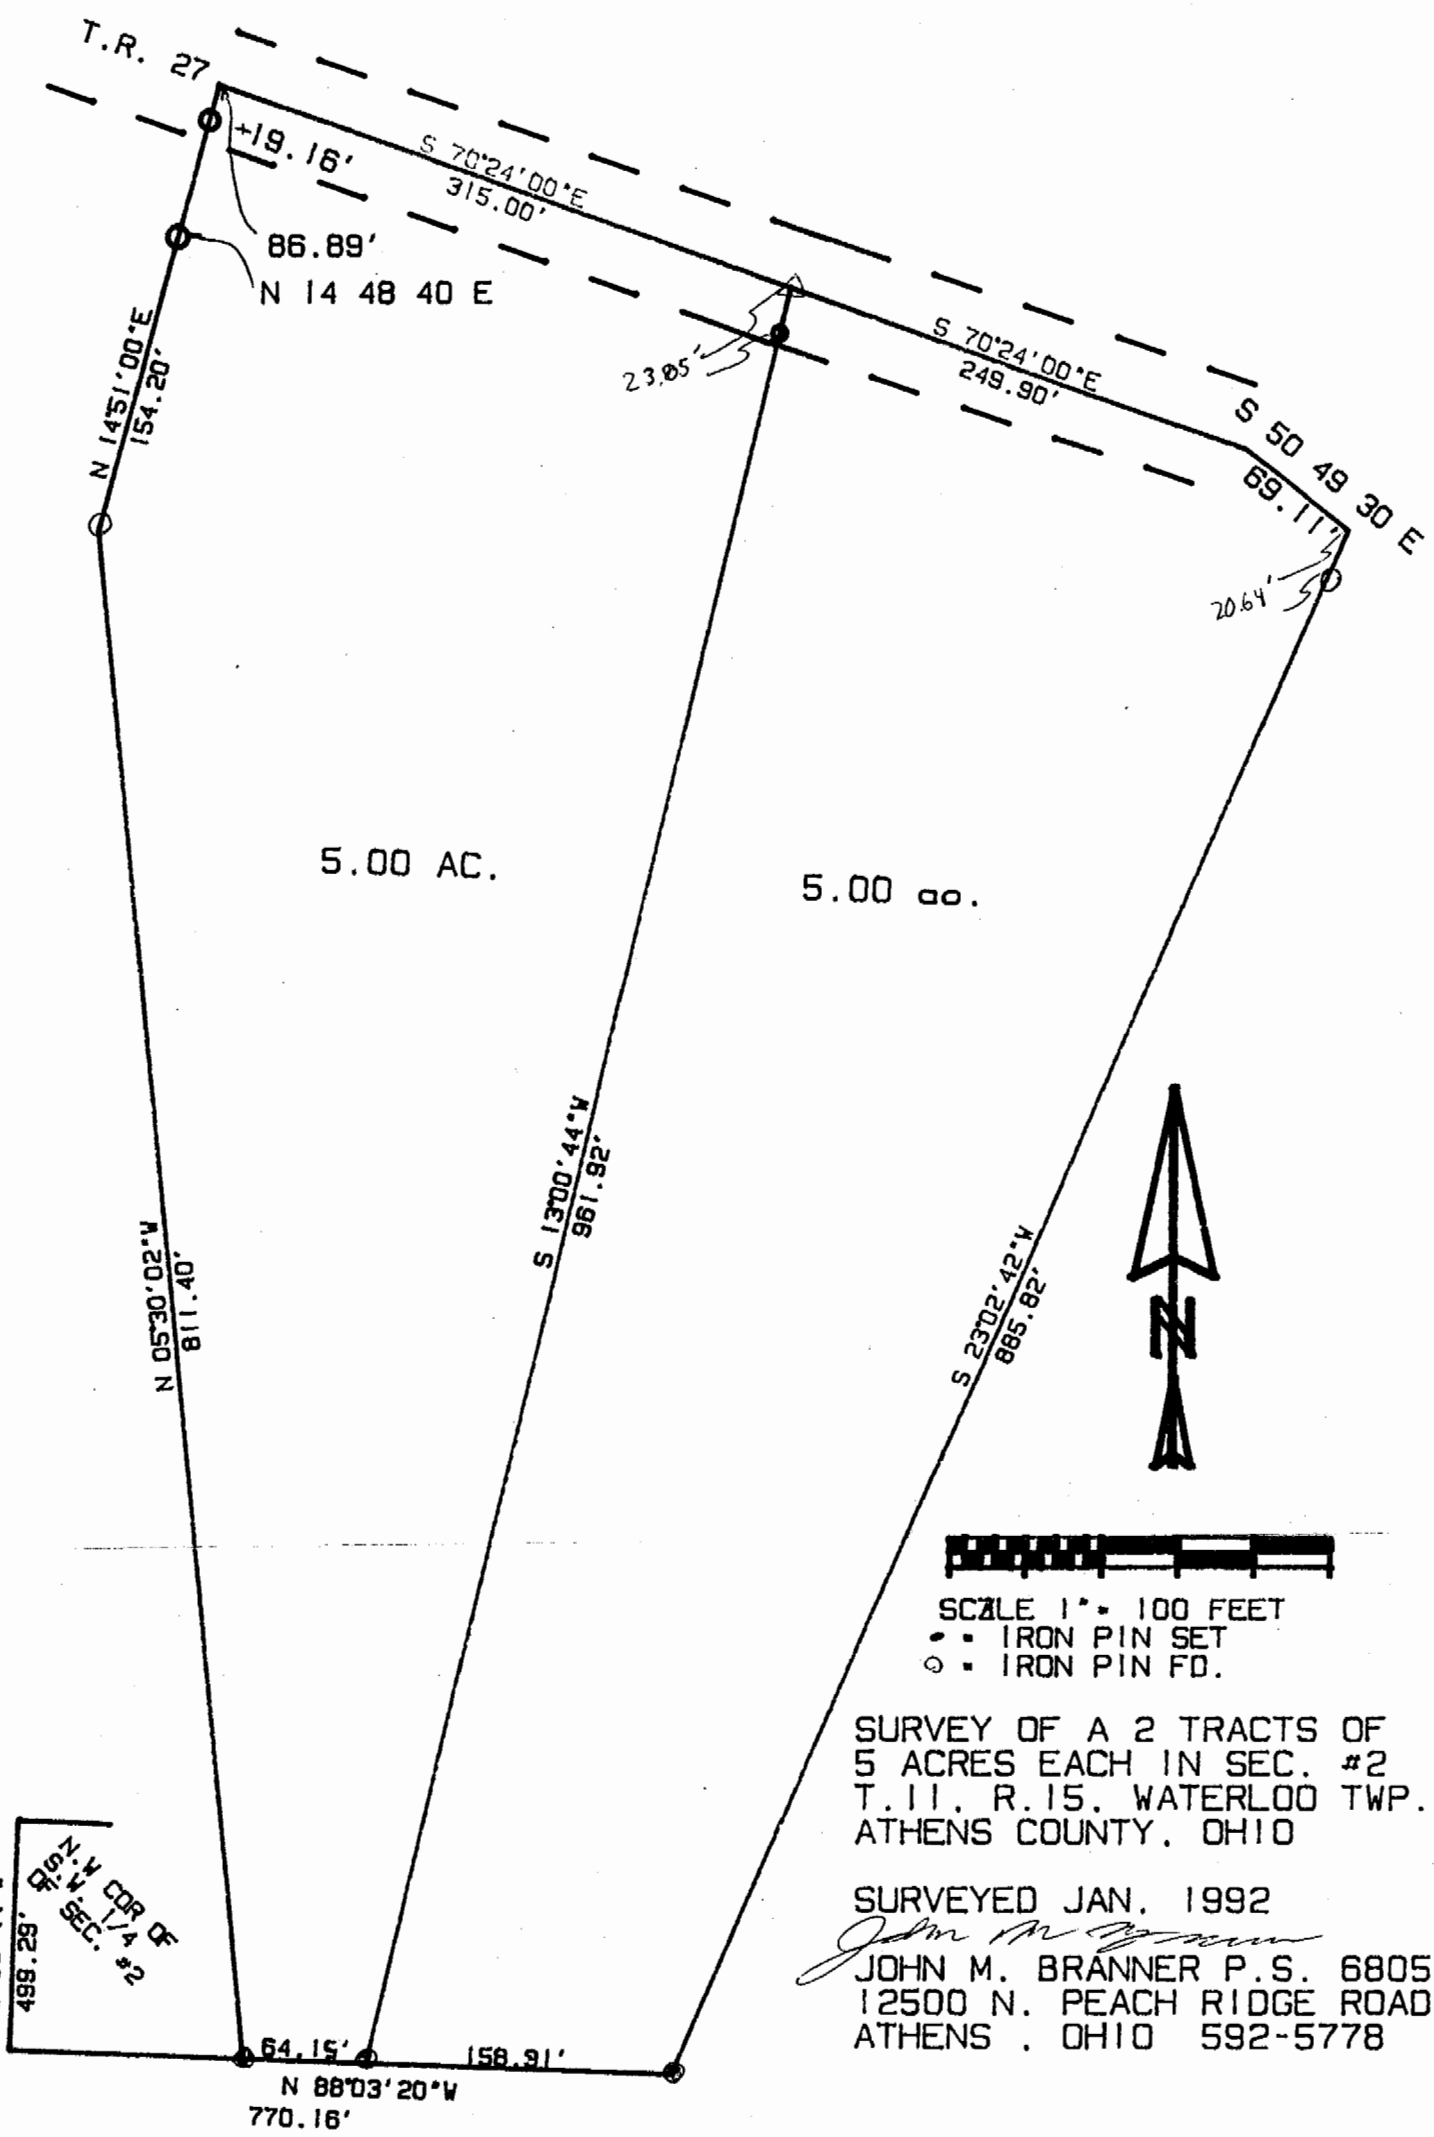 T.R. 27
+19.16'
S 70°24'00"E
315.00'
86.89'
N 14 48 40 E
N 14°51'00"E
154.20'
23.05'
S 70°24'00"E
249.90'
S 50 49 30 E
69.11'
20.64'
5.00 AC.
5.00 ac.
S 13°00'44"W
961.92'
N 05°30'02"W
811.40'
S 23°02'42"W
885.82'
N
SCALE 1"= 100 FEET
= IRON PIN SET
= IRON PIN FD.
SURVEY OF A 2 TRACTS OF
5 ACRES EACH IN SEC. #2
T.11, R.15, WATERLOO TWP.
ATHENS COUNTY, OHIO
SURVEYED JAN. 1992
John M Branner
JOHN M. BRANNER P.S. 6805
12500 N. PEACH RIDGE ROAD
ATHENS , OHIO 592-5778
N.W COR OF
S.W. 1/4
OF SEC. #2
499.29'
64.15'
158.91'
N 88°03'20"W
770.16'